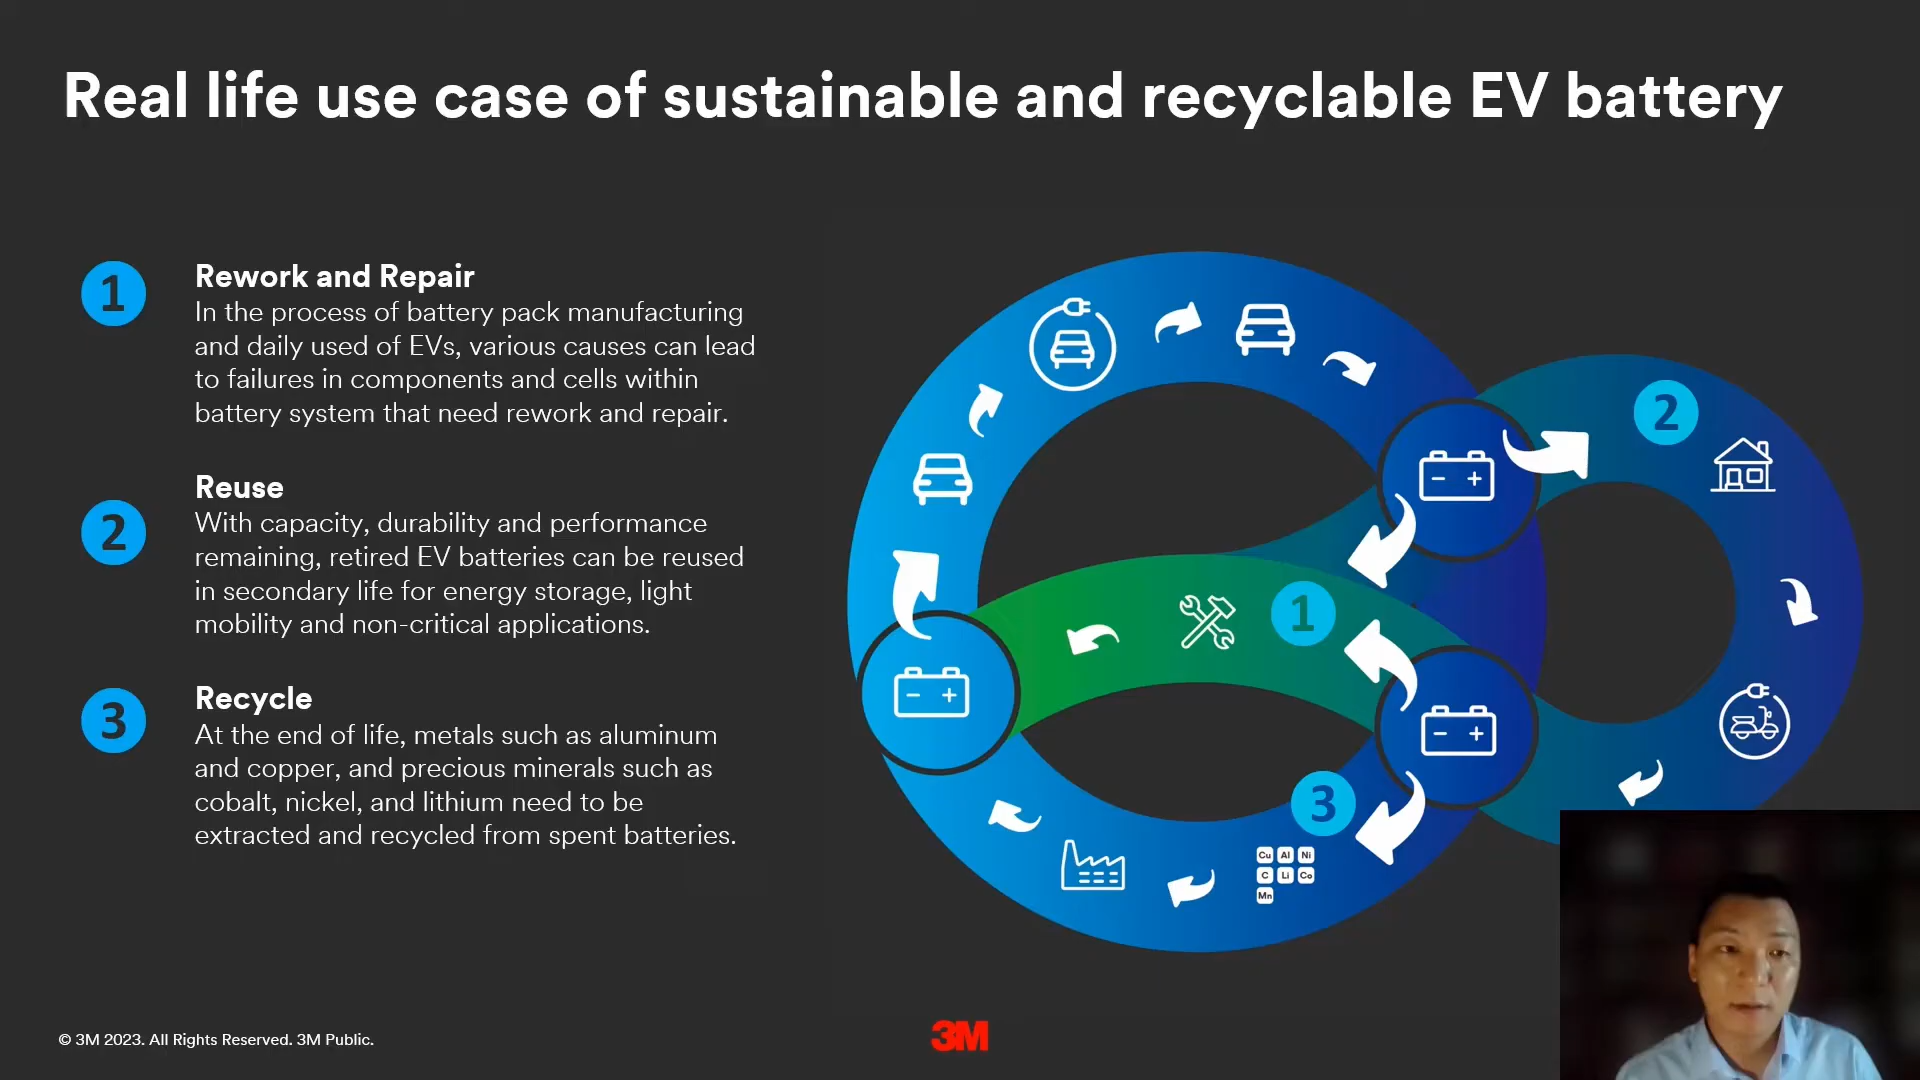 Real life use case of sustainable and recyclable EV battery
1
Rework and Repair
In the process of battery pack manufacturing
and daily used of EVs, various causes can lead
to failures in components and cells within
battery system that need rework and repair.
2
Reuse
With capacity, durability and performance
remaining, retired EV batteries can be reused
in secondary life for energy storage, light
mobility and non-critical applications.
3
Recycle
At the end of life, metals such as aluminum
and copper, and precious minerals such as
cobalt, nickel, and lithium need to be
extracted and recycled from spent batteries.
2
- +
1
- +
- +
3
Cu Al Ni
C Li Co
Mn
© 3M 2023. All Rights Reserved. 3M Public.
3M